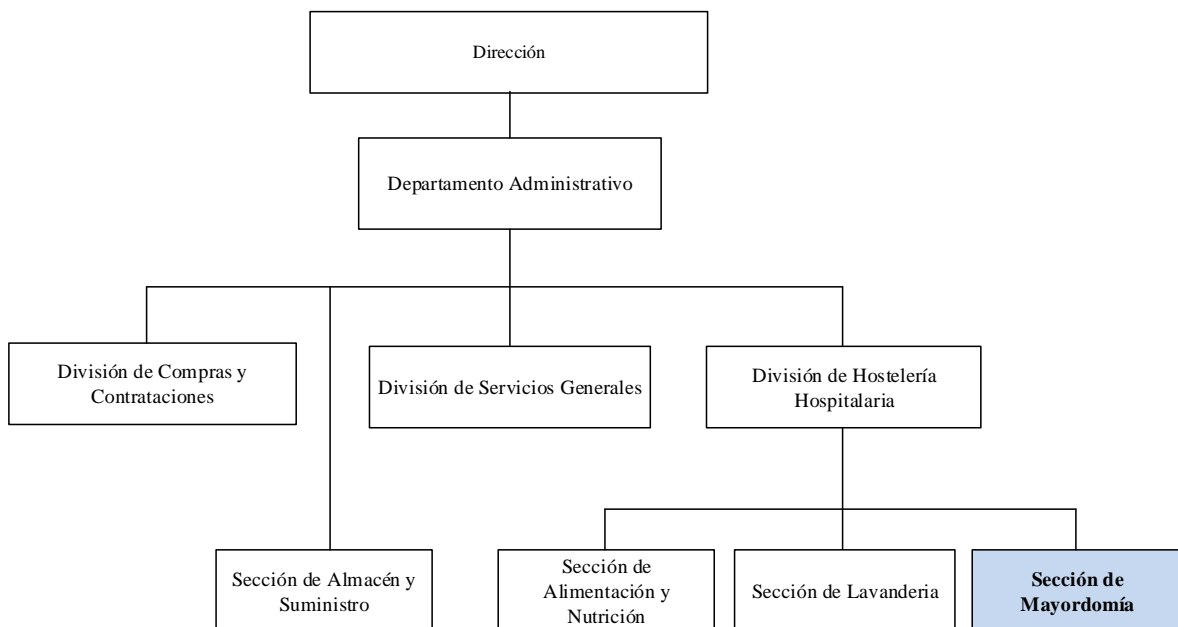 Dirección
Departamento Administrativo
División de Compras y
Contrataciones
División de Servicios Generales
División de Hostelería
Hospitalaria
Sección de Almacén y
Suministro
Sección de
Alimentación y
Nutrición
Sección de Lavanderia
Sección de
Mayordomía